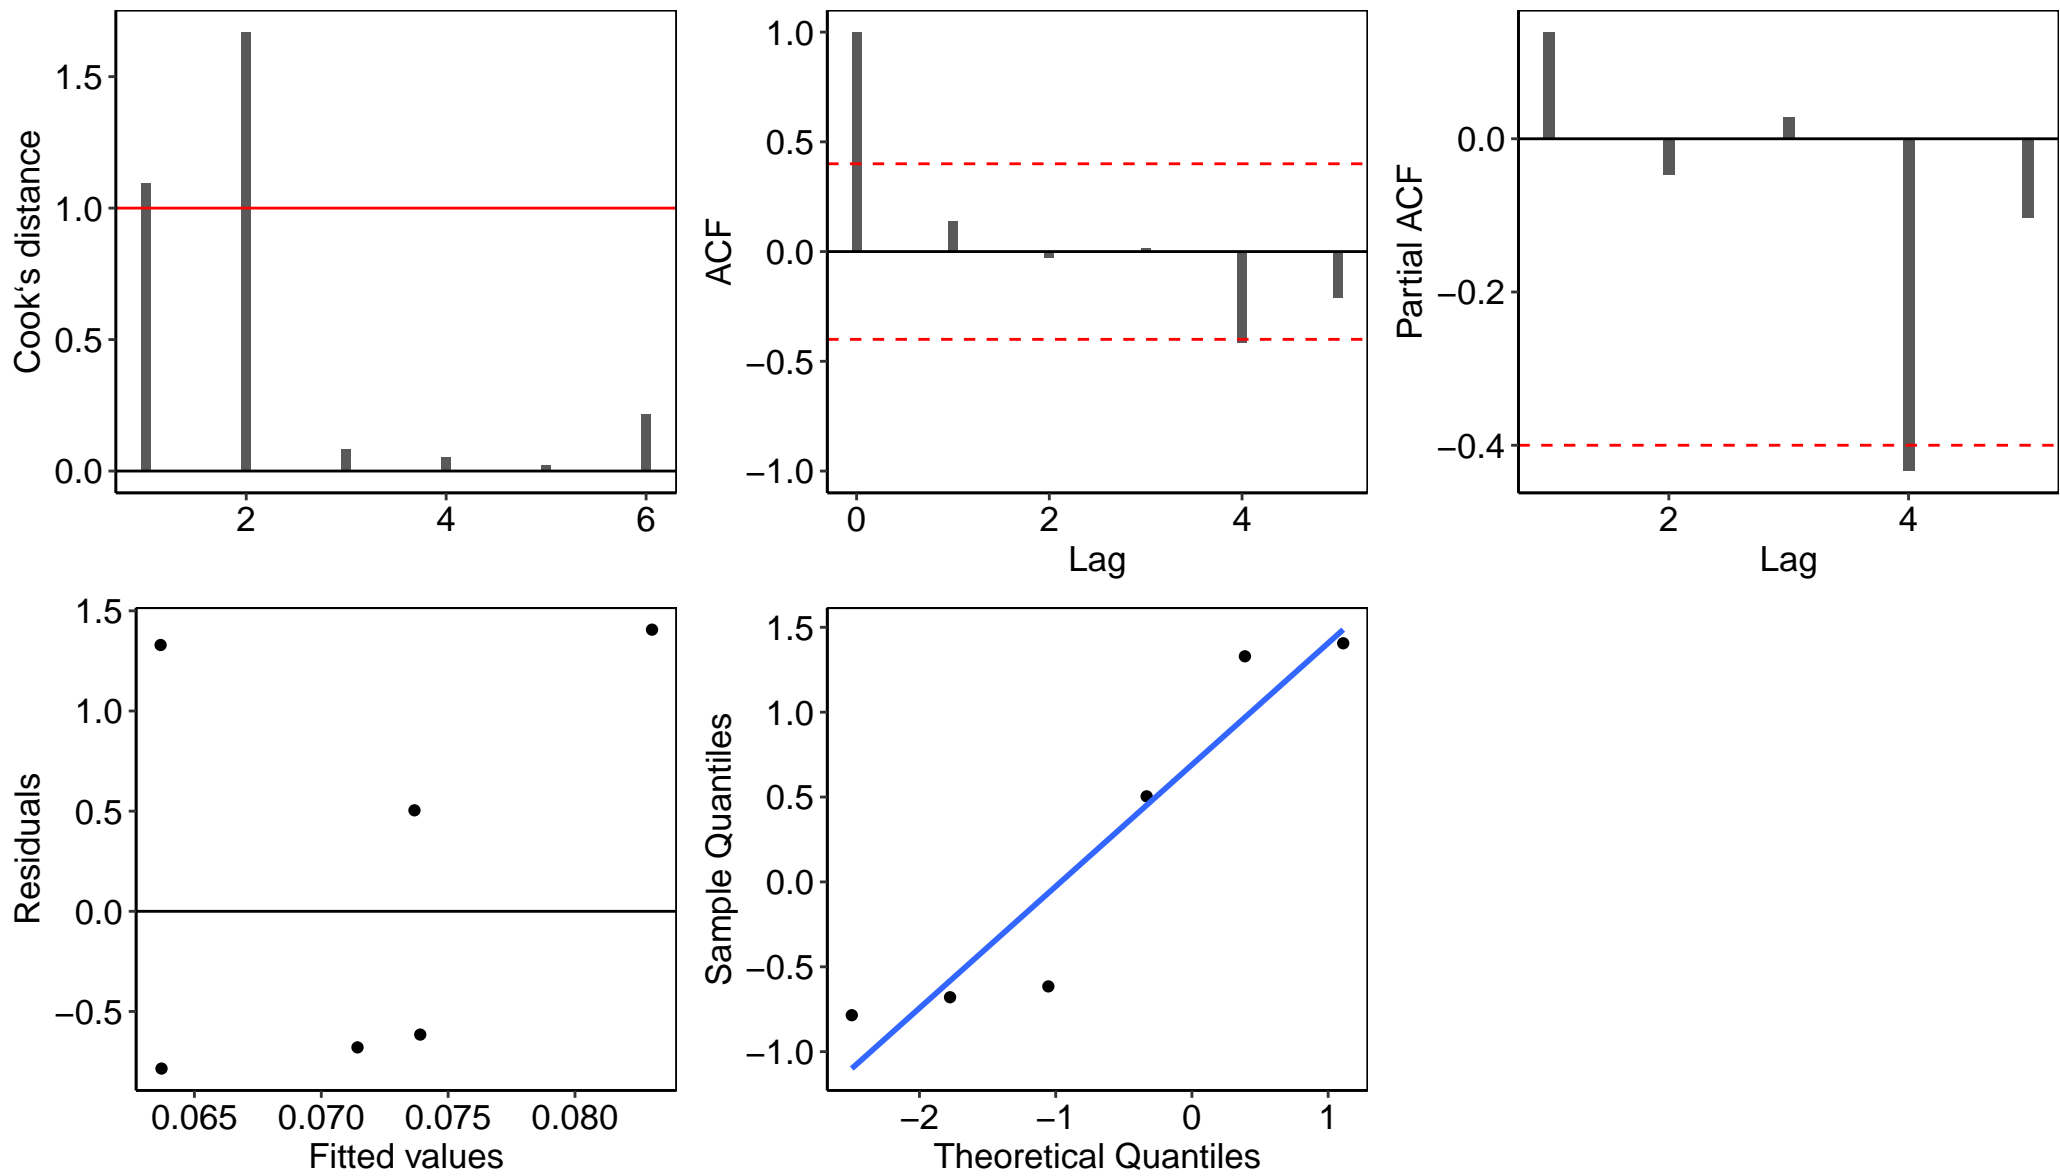 Cook‘s distance
1.5
1.0
0.5
0.0
2 4 6
ACF
1.0
0.5
0.0
−0.5
−1.0
0 2 4
Lag
Partial ACF
0.0
−0.2
−0.4
2 4
Lag
Residuals
1.5
1.0
0.5
0.0
−0.5
0.065 0.070 0.075 0.080
Fitted values
Sample Quantiles
1.5
1.0
0.5
0.0
−0.5
−1.0
−2 −1 0 1
Theoretical Quantiles